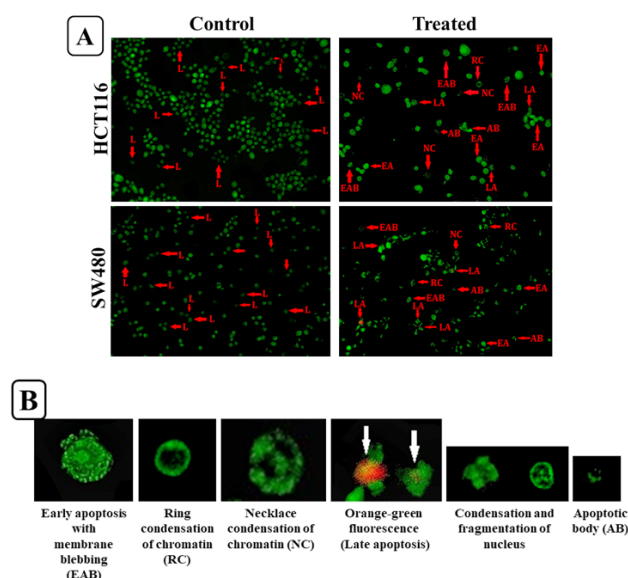 A
Control
Treated
HCT116
L
L
L
L
L
L
L
L
L
L
NC
EAB
RC
NC
EAB
EA
LA
LA
AB
AB
EA
EA
NC
EAB
EA
LA
SW480
L
L
L
L
L
L
L
L
L
L
L
L
EAB
LA
NC
RC
LA
RC
AB
EA
EAB
LA
LA
LA
EA
AB
B
Early apoptosis
with
membrane
blebbing
(EAB)
Ring
condensation
of chromatin
(RC)
Necklace
condensation of
chromatin (NC)
Orange-green
fluorescence
(Late apoptosis)
Condensation and
fragmentation of
nucleus
Apoptotic
body (AB)